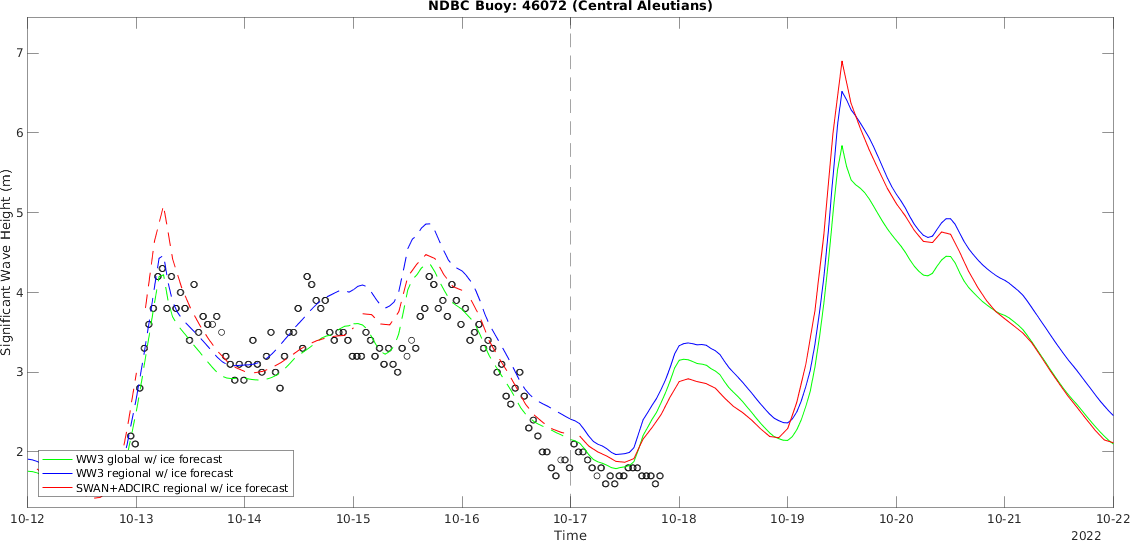 NDBC Buoy: 46072 (Central Aleutians)
7
6
5
4
3
2
Significant Wave Height (m)
WW3 global w/ ice forecast
WW3 regional w/ ice forecast
SWAN+ADCIRC regional w/ ice forecast
10-12 10-13 10-14 10-15 10-16 10-17 10-18 10-19 10-20 10-21 10-22
Time
2022